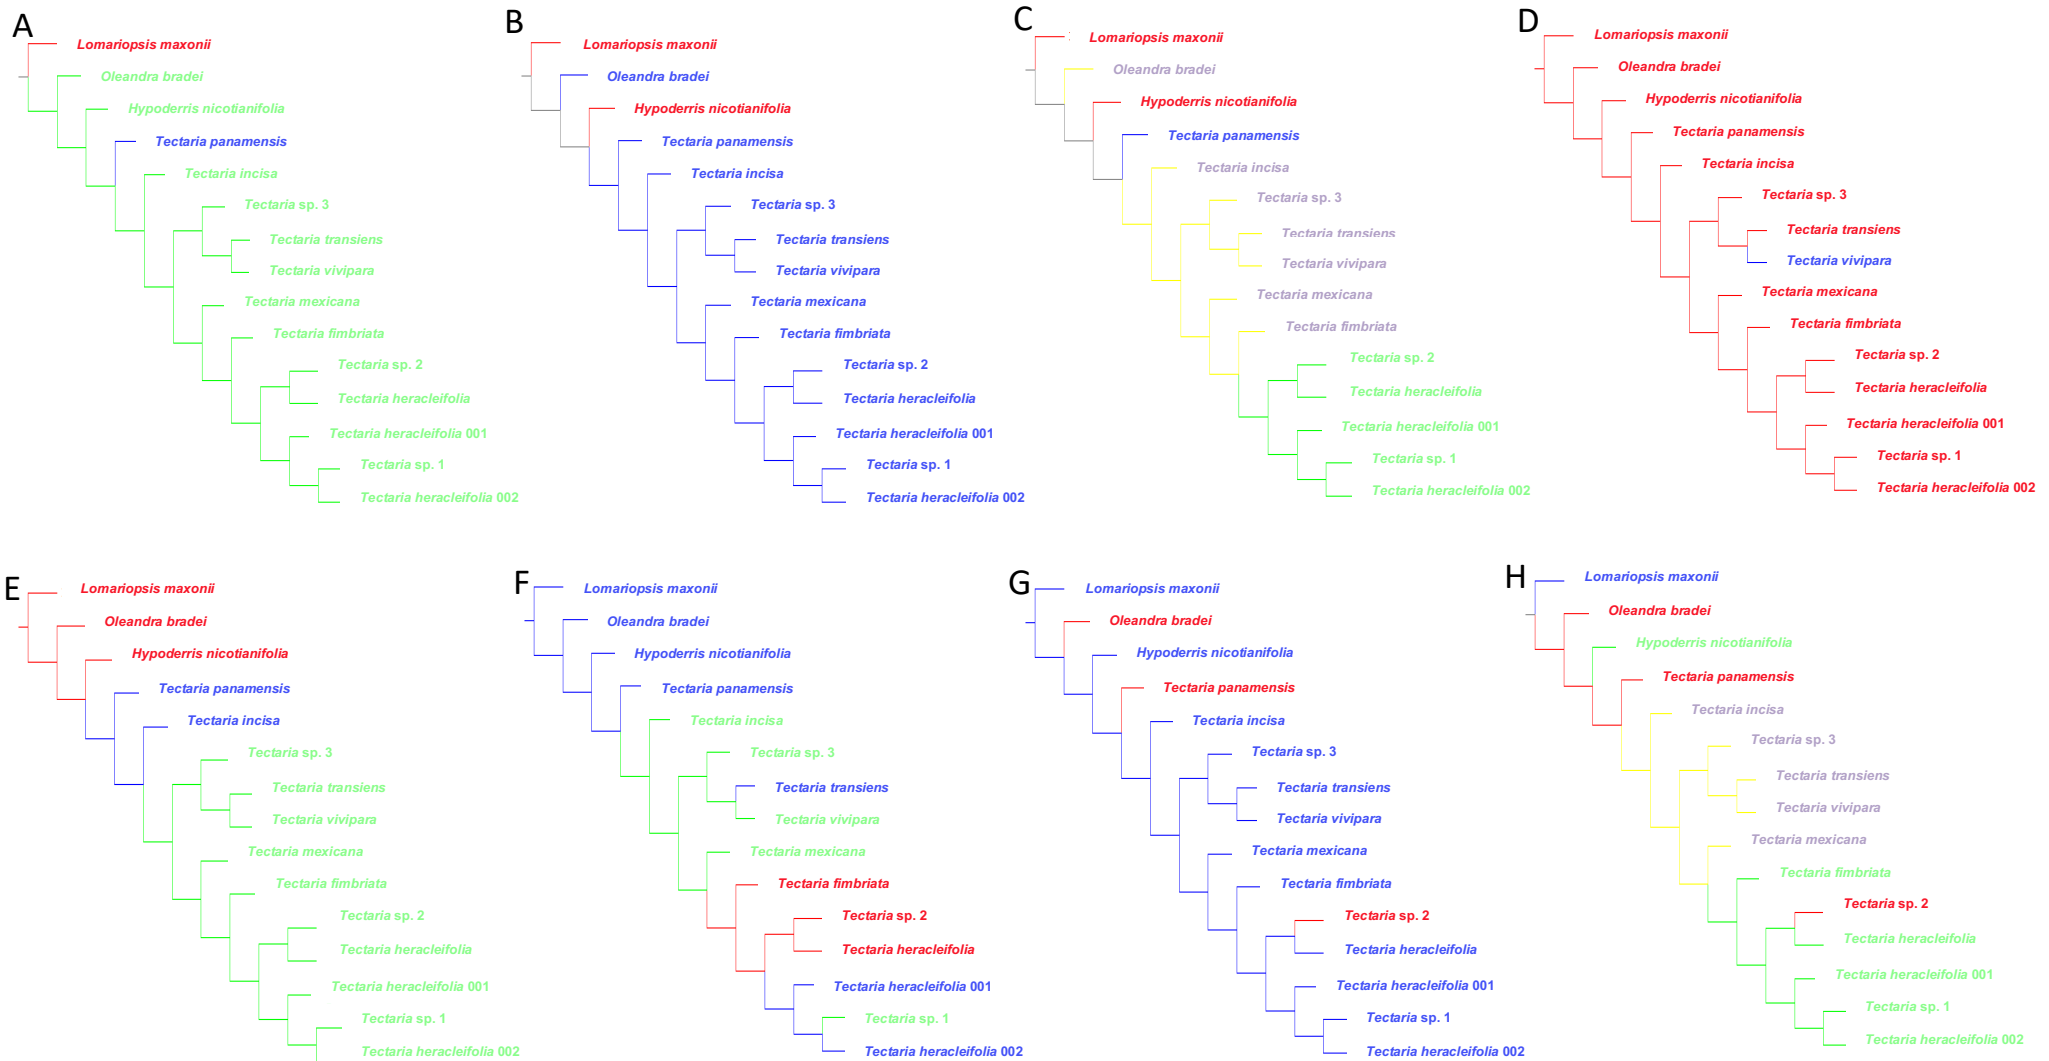 A
Lomariopsis maxonii
Oleandra bradei
Hypoderris nicotianifolia
Tectaria panamensis
Tectaria incisa
Tectaria sp. 3
Tectaria transiens
Tectaria vivipara
Tectaria mexicana
Tectaria fimbriata
Tectaria sp. 2
Tectaria heracleifolia
Tectaria heracleifolia 001
Tectaria sp. 1
Tectaria heracleifolia 002
B
Lomariopsis maxonii
Oleandra bradei
Hypoderris nicotianifolia
Tectaria panamensis
Tectaria incisa
Tectaria sp. 3
Tectaria transiens
Tectaria vivipara
Tectaria mexicana
Tectaria fimbriata
Tectaria sp. 2
Tectaria heracleifolia
Tectaria heracleifolia 001
Tectaria sp. 1
Tectaria heracleifolia 002
C
Lomariopsis maxonii
Oleandra bradei
Hypoderris nicotianifolia
Tectaria panamensis
Tectaria incisa
Tectaria sp. 3
Tectaria transiens
Tectaria vivipara
Tectaria mexicana
Tectaria fimbriata
Tectaria sp. 2
Tectaria heracleifolia
Tectaria heracleifolia 001
Tectaria sp. 1
Tectaria heracleifolia 002
D
Lomariopsis maxonii
Oleandra bradei
Hypoderris nicotianifolia
Tectaria panamensis
Tectaria incisa
Tectaria sp. 3
Tectaria transiens
Tectaria vivipara
Tectaria mexicana
Tectaria fimbriata
Tectaria sp. 2
Tectaria heracleifolia
Tectaria heracleifolia 001
Tectaria sp. 1
Tectaria heracleifolia 002
E
Lomariopsis maxonii
Oleandra bradei
Hypoderris nicotianifolia
Tectaria panamensis
Tectaria incisa
Tectaria sp. 3
Tectaria transiens
Tectaria vivipara
Tectaria mexicana
Tectaria fimbriata
Tectaria sp. 2
Tectaria heracleifolia
Tectaria heracleifolia 001
Tectaria sp. 1
Tectaria heracleifolia 002
F
Lomariopsis maxonii
Oleandra bradei
Hypoderris nicotianifolia
Tectaria panamensis
Tectaria incisa
Tectaria sp. 3
Tectaria transiens
Tectaria vivipara
Tectaria mexicana
Tectaria fimbriata
Tectaria sp. 2
Tectaria heracleifolia
Tectaria heracleifolia 001
Tectaria sp. 1
Tectaria heracleifolia 002
G
Lomariopsis maxonii
Oleandra bradei
Hypoderris nicotianifolia
Tectaria panamensis
Tectaria incisa
Tectaria sp. 3
Tectaria transiens
Tectaria vivipara
Tectaria mexicana
Tectaria fimbriata
Tectaria sp. 2
Tectaria heracleifolia
Tectaria heracleifolia 001
Tectaria sp. 1
Tectaria heracleifolia 002
H
Lomariopsis maxonii
Oleandra bradei
Hypoderris nicotianifolia
Tectaria panamensis
Tectaria incisa
Tectaria sp. 3
Tectaria transiens
Tectaria vivipara
Tectaria mexicana
Tectaria fimbriata
Tectaria sp. 2
Tectaria heracleifolia
Tectaria heracleifolia 001
Tectaria sp. 1
Tectaria heracleifolia 002